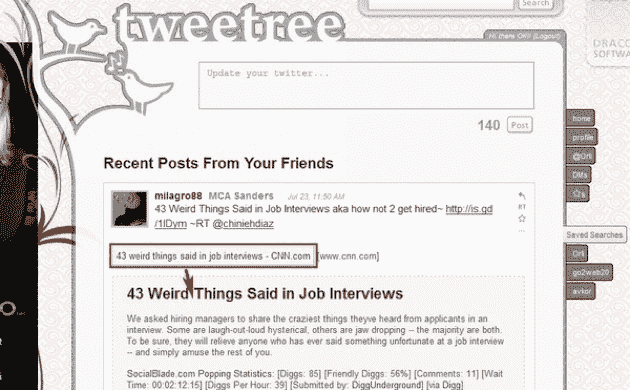 Search
tweetree
Hi there Orli (Logout)
DRACO
SOFTWA
Update your twitter...
140 Post
home
profile
@Orli
DMs
Recent Posts From Your Friends
milagro88 MCA Sanders Jul 23, 11:50 AM
43 Weird Things Said in Job Interviews aka how not 2 get hired~ http://is.gd
/1lDym ~RT @chiniehdiaz
RT
Saved Searches
Orli
go2web20
avkor
43 weird things said in job interviews - CNN.com [www.cnn.com]
43 Weird Things Said in Job Interviews
We asked hiring managers to share the craziest things theyve heard from applicants in an
interview. Some are laugh-out-loud hysterical, others are jaw dropping -- the majority are both.
To be sure, they will relieve anyone who has ever said something unfortunate at a job interview
-- and simply amuse the rest of you.
SocialBlade.com Popping Statistics: [Diggs: 85] [Friendly Diggs: 56%] [Comments: 11] [Wait
Time: 00:02:12:15] [Diggs Per Hour: 39] [Submitted by: DiggUnderground] [via Digg]